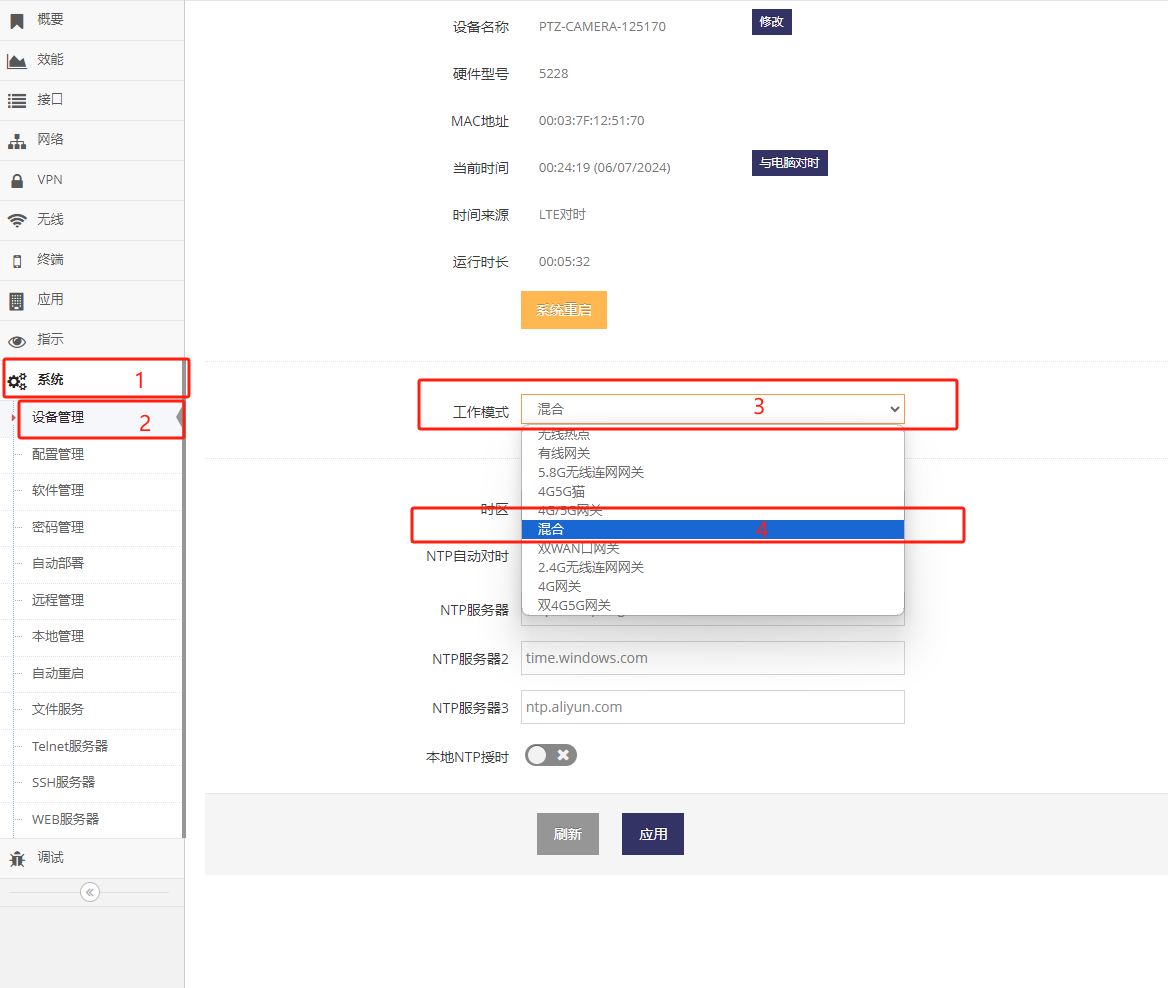 概要
效能
接口
网络
VPN
无线
终端
应用
指示
系统 1
设备管理 2
配置管理
软件管理
密码管理
自动部署
远程管理
本地管理
自动重启
文件服务
Telnet服务器
SSH服务器
WEB服务器
调试
设备名称 PTZ-CAMERA-125170 修改
硬件型号 5228
MAC地址 00:03:7F:12:51:70
当前时间 00:24:19 (06/07/2024) 与电脑对时
时间来源 LTE对时
运行时长 00:05:32
系统重启
工作模式 混合 3
无线热点
有线网关
5.8G无线连网网关
4G5G猫
时区 4G/5G网关
混合 4
NTP自动对时 双WAN口网关
2.4G无线连网网关
4G网关
NTP服务器 双4G5G网关
NTP服务器2 time.windows.com
NTP服务器3 ntp.aliyun.com
本地NTP授时
刷新 应用